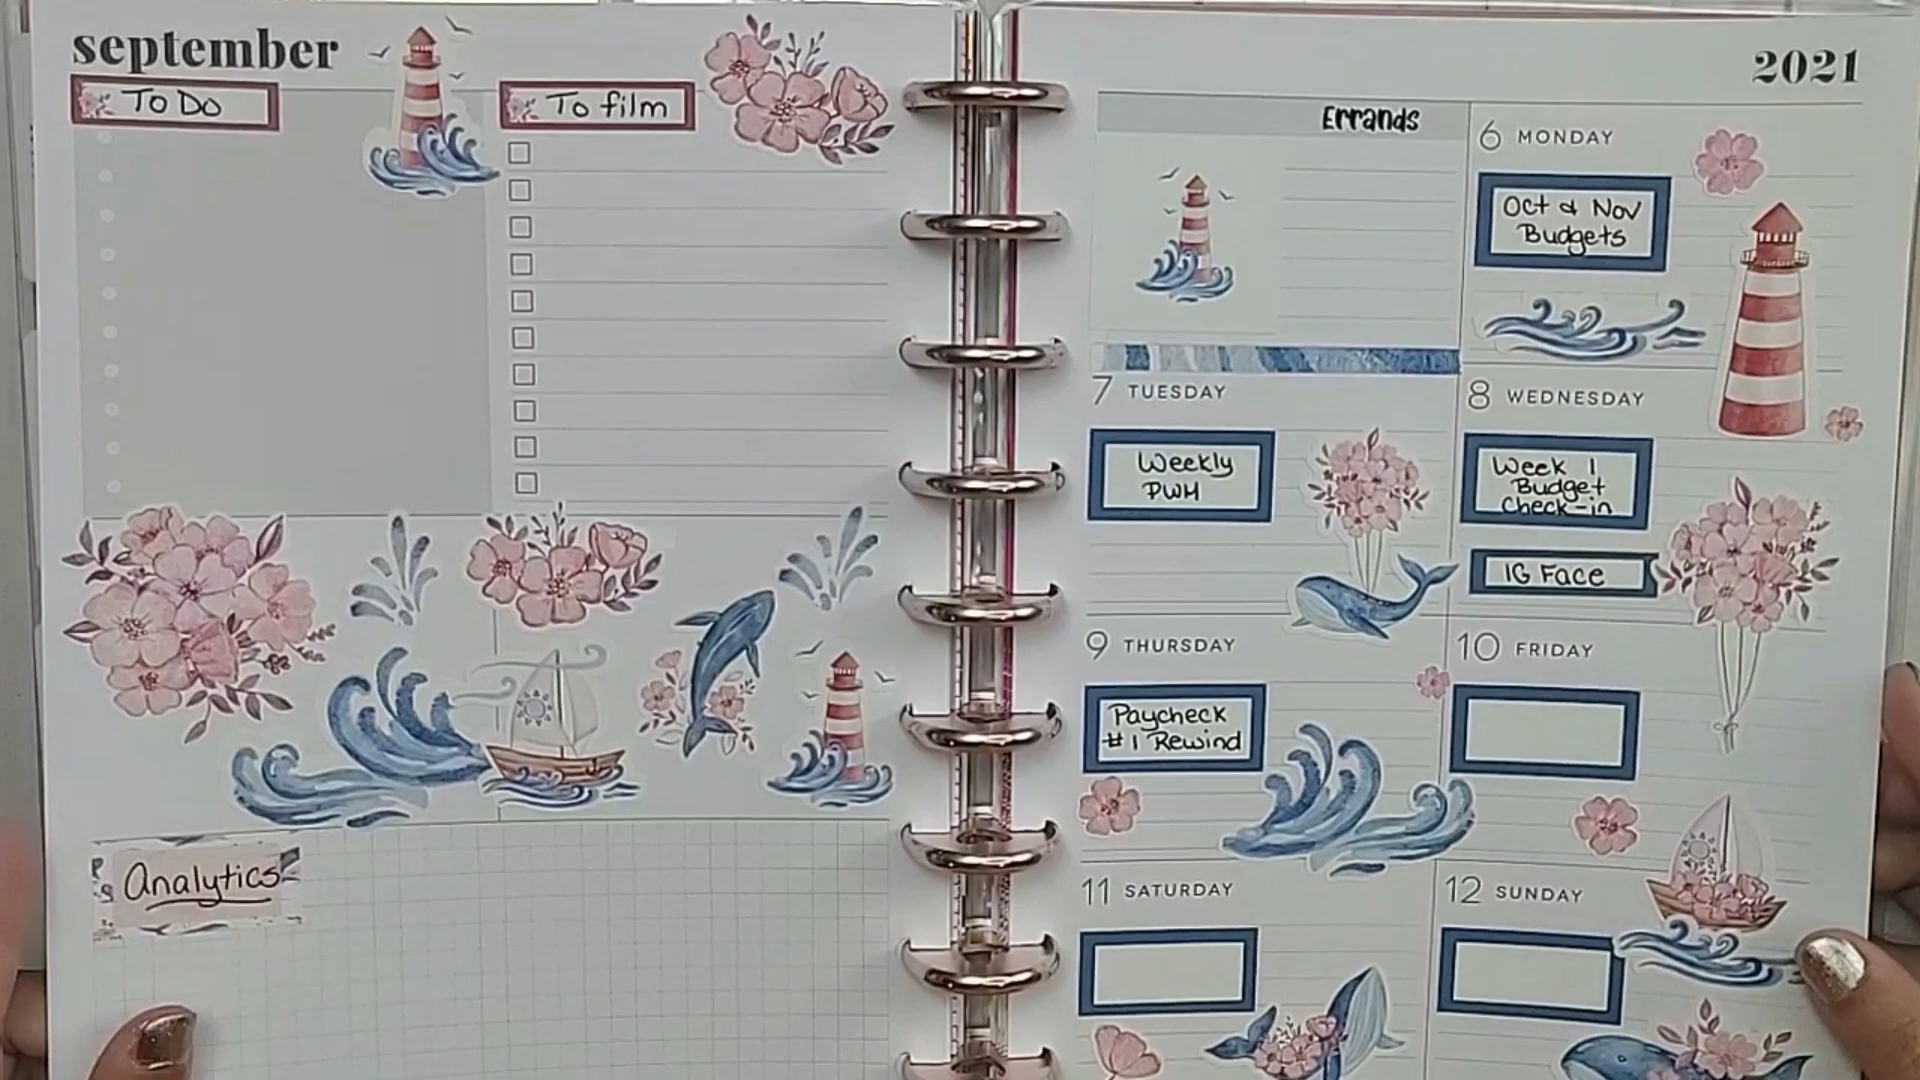 september
To Do
To film
Analytics
2021
Errands
6 MONDAY
Oct & Nov
Budgets
7 TUESDAY
Weekly
PWM
8 WEDNESDAY
Week 1
Budget
Check-in
IG Face
9 THURSDAY
Paycheck
#1 Rewind
10 FRIDAY
11 SATURDAY
12 SUNDAY